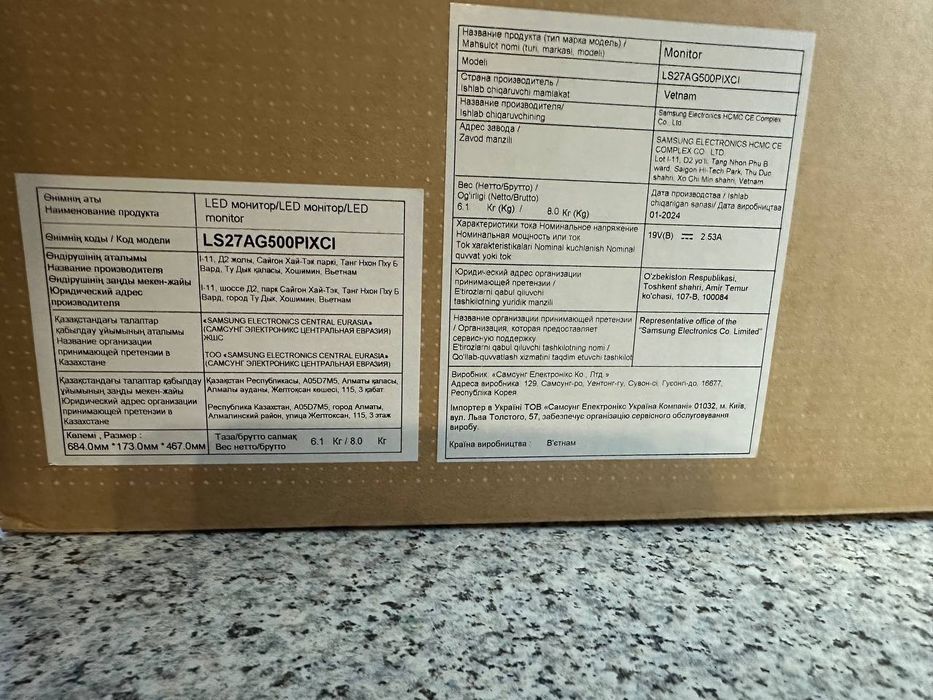 Өнімнің аты
Наименование продукта
LED монитор/LED монітор/LED
monitor
Өнімнің коды / Код модели
LS27AG500PIXCI
Өндірушінің аталымы
Название производителя
Өндірушінің заңды мекен-жайы
Юридический адрес
производителя
I-11, Д2 жолы, Сайгон Хай-Тэк паркі, Танг Нхон Пху Б
Вард, Ту Дык қаласы, Хошимин, Вьетнам
I-11, шоссе Д2, парк Сайгон Хай-Тэк, Танг Нхон Пху Б
Вард, город Ту Дык, Хошимин, Вьетнам
Қазақстандағы талаптар
қабылдау ұйымының аталымы
Название организации
принимающей претензии в
Казахстане
«SAMSUNG ELECTRONICS CENTRAL EURASIA»
(САМСУНГ ЭЛЕКТРОНИКС ЦЕНТРАЛЬНАЯ ЕВРАЗИЯ)
ЖШС
ТОО «SAMSUNG ELECTRONICS CENTRAL EURASIA»
(САМСУНГ ЭЛЕКТРОНИКС ЦЕНТРАЛЬНАЯ ЕВРАЗИЯ)
Қазақстандағы талаптар қабылдау
ұйымының заңды мекен-жайы
Юридический адрес организации
принимающей претензии в
Казахстане
Қазақстан Республикасы, A05D7M5, Алматы қаласы,
Алмалы ауданы, Желтоқсан көшесі, 115, 3 қабат
Республика Казахстан, A05D7M5, город Алматы,
Алмалинский район, улица Желтоксан, 115, 3 этаж
Көлемі , Размер :
684.0мм *173.0мм *467.0мм
Таза/брутто салмақ
Вес нетто/брутто
6.1 Кг / 8.0 Кг
Название продукта (тип марка модель) /
Mahsulot nomi (turi, markasi, modeli)
Monitor
Modeli
LS27AG500PIXCI
Страна производитель /
Ishlab chiqaruvchi mamlakat
Vetnam
Название производителя/
Ishlab chiqaruvchining
Samsung Electronics HCMC CE Complex
Co. Ltd
Адрес завода /
Zavod manzili
SAMSUNG ELECTRONICS HCMC CE
COMPLEX CO. LTD
Lot I-11, D2 yo'li, Tang Nhon Phu B
ward, Saigon Hi-Tech Park, Thu Duc
shahri, Xo Chi Min shahri, Vetnam
Вес (Нетто/Брутто) /
Og'irligi (Netto/Brutto)
6.1 Кг (Kg) / 8.0 Кг (Kg)
Дата производства / Ishlab
chiqarigan sanasi/ Дата виробництва
01-2024
Характеристики тока Номинальное напряжение
Номинальная мощность или ток
Tok xarakteristikalari Nominal kuchlanish Nominal
quvvat yoki tok
19V(B) 2.53A
Юридический адрес организации
принимающей претензии /
E'tirozlarni qabul qiluvchi
tashkilotning yuridik manzili
O'zbekiston Respublikasi,
Toshkent shahri, Amir Temur
ko'chasi, 107-B, 100084
Название организации принимающей претензии
/ Организация, которая предоставляет
сервисную поддержку
E'tirozlarni qabul qiluvchi tashkilotning nomi /
Qo'llab-quvvatlash xizmatini taqdim etuvchi tashkilot
Representative office of the
"Samsung Electronics Co. Limited"
Виробник «Самсунг Електронікс Ко., Лтд.»
Адреса виробника 129, Самсунг-ро, Уентонг-гу, Сувон-сі, Гусонгі-до, 16677,
Республіка Корея
Імпортер в Україні ТОВ «Самсунг Електронікс Україна Компані» 01032, м. Київ,
вул. Льва Толстого, 57, забезпечує організацію сервісного обслуговування
виробу.
Країна виробництва : В'єтнам